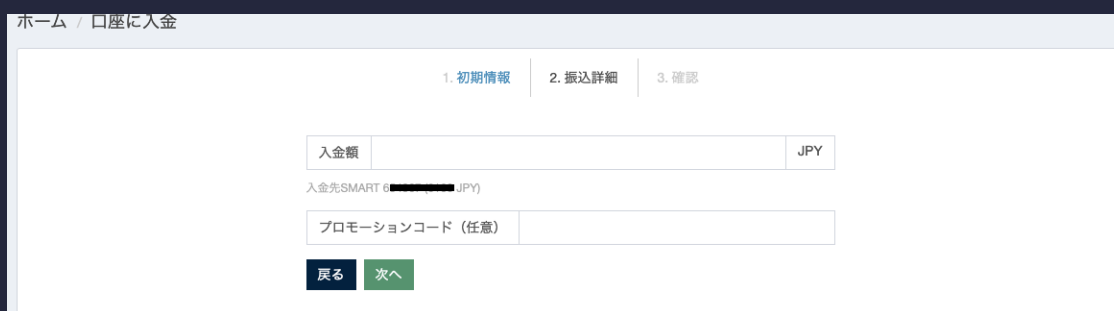 ホーム / 口座に入金
1. 初期情報 2. 振込詳細 3. 確認
入金額 JPY
入金先SMART 6 JPY)
プロモーションコード（任意）
戻る 次へ